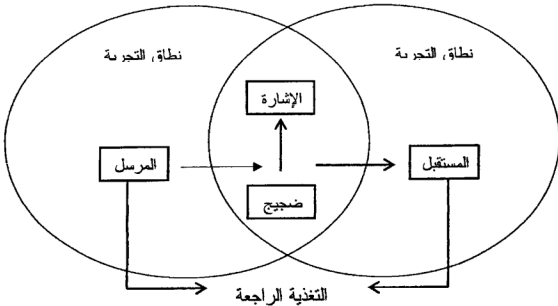 نطاق التجربة
نطاق التجربة
الإشارة
المستقبل
المرسل
ضجيج
التغذية الراجعة